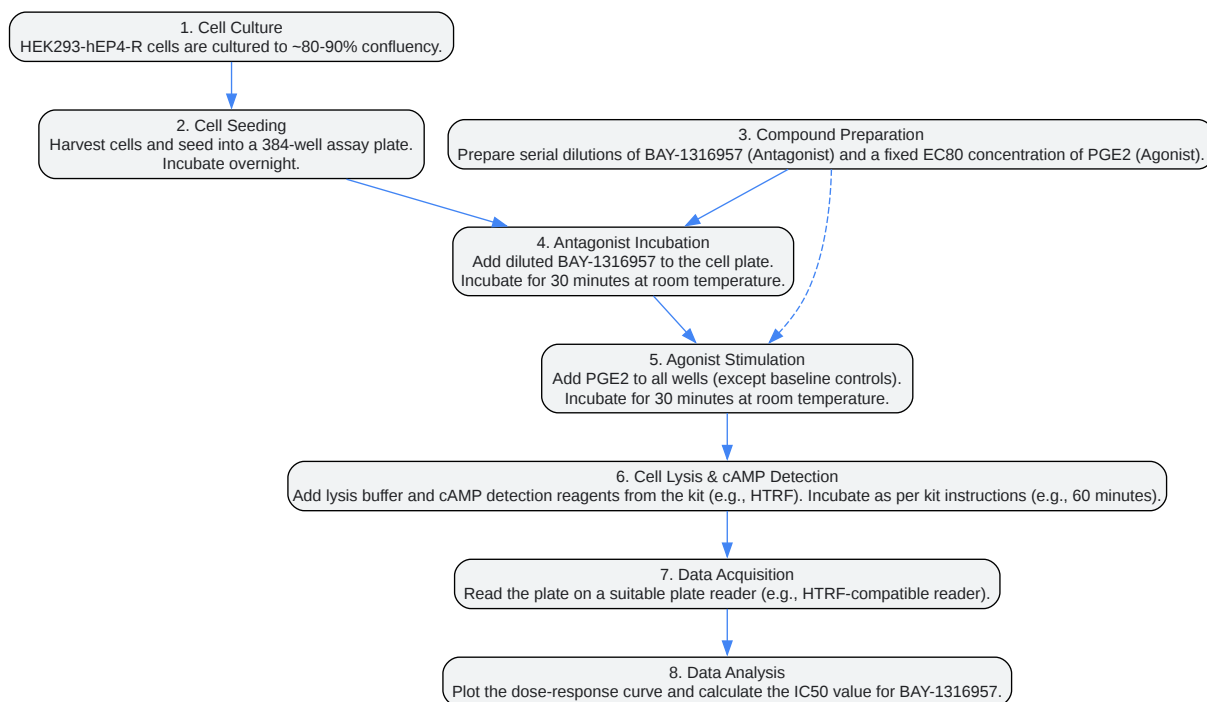 1. Cell Culture
HEK293-hEP4-R cells are cultured to ~80-90% confluency.
2. Cell Seeding
Harvest cells and seed into a 384-well assay plate.
Incubate overnight.
3. Compound Preparation
Prepare serial dilutions of BAY-1316957 (Antagonist) and a fixed EC80 concentration of PGE2 (Agonist).
4. Antagonist Incubation
Add diluted BAY-1316957 to the cell plate.
Incubate for 30 minutes at room temperature.
5. Agonist Stimulation
Add PGE2 to all wells (except baseline controls).
Incubate for 30 minutes at room temperature.
6. Cell Lysis & cAMP Detection
Add lysis buffer and cAMP detection reagents from the kit (e.g., HTRF). Incubate as per kit instructions (e.g., 60 minutes).
7. Data Acquisition
Read the plate on a suitable plate reader (e.g., HTRF-compatible reader).
8. Data Analysis
Plot the dose-response curve and calculate the IC50 value for BAY-1316957.